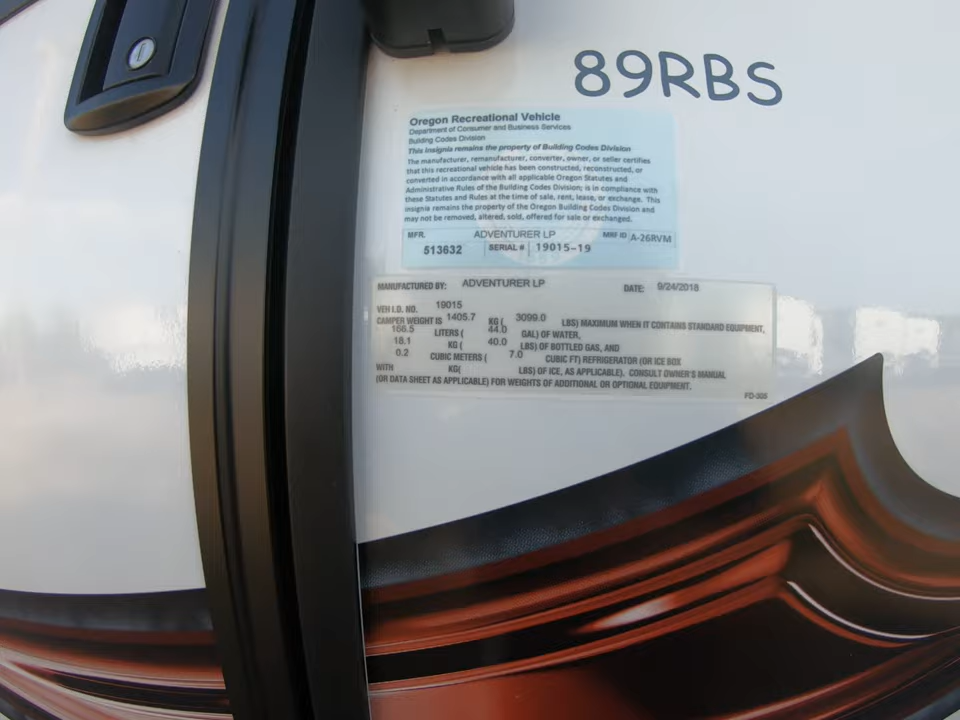 89RBS
Oregon Recreational Vehicle
Department of Consumer and Business Services
Building Codes Division
This insignia remains the property of Building Codes Division
The manufacturer, remanufacturer, converter, owner, or seller certifies
that this recreational vehicle has been constructed, reconstructed, or
converted in accordance with all applicable Oregon Statutes and
Administrative Rules of the Building Codes Division; is in compliance with
these Statutes and Rules at the time of sale, rent, lease, or exchange. This
insignia remains the property of the Oregon Building Codes Division and
may not be removed, altered, sold, offered for sale or exchanged.
MFR. ADVENTURER LP MNF ID A-26RVM
513632 SERIAL # 19015-19
MANUFACTURED BY: ADVENTURER LP DATE: 9/24/2018
VEH I.D. NO. 19015
CAMPER WEIGHT IS 1405.7 KG ( 3099.0 LBS) MAXIMUM WHEN IT CONTAINS STANDARD EQUIPMENT,
166.5 LITERS ( 44.0 GAL) OF WATER,
18.1 KG ( 40.0 LBS) OF BOTTLED GAS, AND
0.2 CUBIC METERS ( 7.0 CUBIC FT) REFRIGERATOR (OR ICE BOX
WITH KG( LBS) OF ICE, AS APPLICABLE). CONSULT OWNER'S MANUAL
(OR DATA SHEET AS APPLICABLE) FOR WEIGHTS OF ADDITIONAL OR OPTIONAL EQUIPMENT.